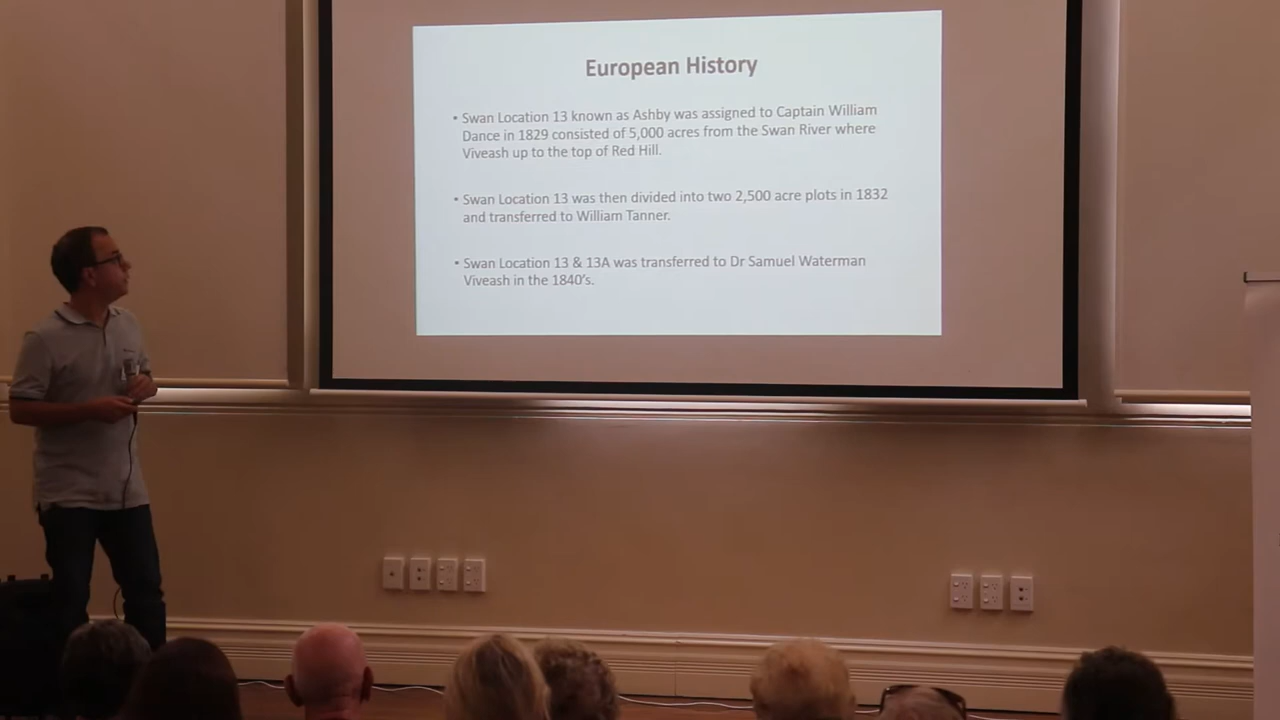 European History
• Swan Location 13 known as Ashby was assigned to Captain William
Dance in 1829 consisted of 5,000 acres from the Swan River where
Viveash up to the top of Red Hill.
• Swan Location 13 was then divided into two 2,500 acre plots in 1832
and transferred to William Tanner.
• Swan Location 13 & 13A was transferred to Dr Samuel Waterman
Viveash in the 1840's.